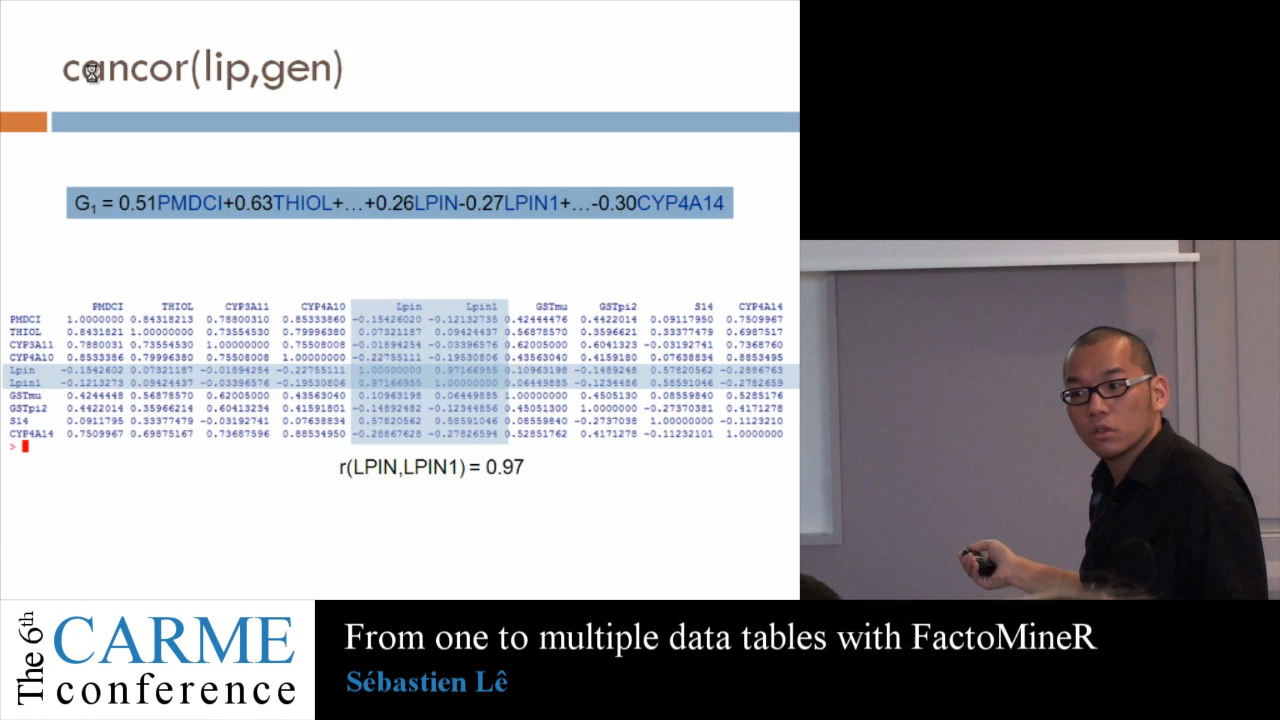 cancor(lip,gen)
G1 = 0.51PMDCI+0.63THIOL+…+0.26LPIN-0.27LPIN1+…-0.30CYP4A14
PMDCI THIOL CYP3A11 CYP4A10 Lpin Lpin1 GSTmu GSTpi2 S14 CYP4A14
PMDCI 1.0000000 0.84318213 0.78800310 0.85333860 -0.15426020 -0.12132735 0.42444476 0.4422014 0.09117950 0.7509967
THIOL 0.8431821 1.00000000 0.73554530 0.79996380 0.07321187 0.09424437 0.56878570 0.3596621 0.33377479 0.6987517
CYP3A11 0.7880031 0.73554530 1.00000000 0.75508008 -0.01894254 -0.03396576 0.62005000 0.6041323 -0.03192741 0.7368760
CYP4A10 0.8533386 0.79996380 0.75508008 1.00000000 -0.22755111 -0.19530806 0.43563040 0.4159180 0.07638834 0.8853495
Lpin -0.1542602 0.07321187 -0.01894254 -0.22755111 1.00000000 0.97166955 0.10963198 -0.1489248 0.57820562 -0.2886763
Lpin1 -0.1213273 0.09424437 -0.03396576 -0.19530806 0.97166955 1.00000000 0.06449885 -0.1234486 0.58591046 -0.2782659
GSTmu 0.4244448 0.56878570 0.62005000 0.43563040 0.10963198 0.06449885 1.00000000 0.4505130 0.08559840 0.5285176
GSTpi2 0.4422014 0.35966214 0.60413234 0.41591801 -0.14892482 -0.12344856 0.45051300 1.0000000 -0.27370381 0.4171278
S14 0.0911795 0.33377479 -0.03192741 0.07638834 0.57820562 0.58591046 0.08559840 -0.2737038 1.00000000 -0.1123210
CYP4A14 0.7509967 0.69875167 0.73687596 0.88534950 -0.28867628 -0.27826594 0.52851762 0.4171278 -0.11232101 1.0000000
>
r(LPIN,LPIN1) = 0.97
The 6th
CARME
conference
From one to multiple data tables with FactoMineR
Sébastien Lê